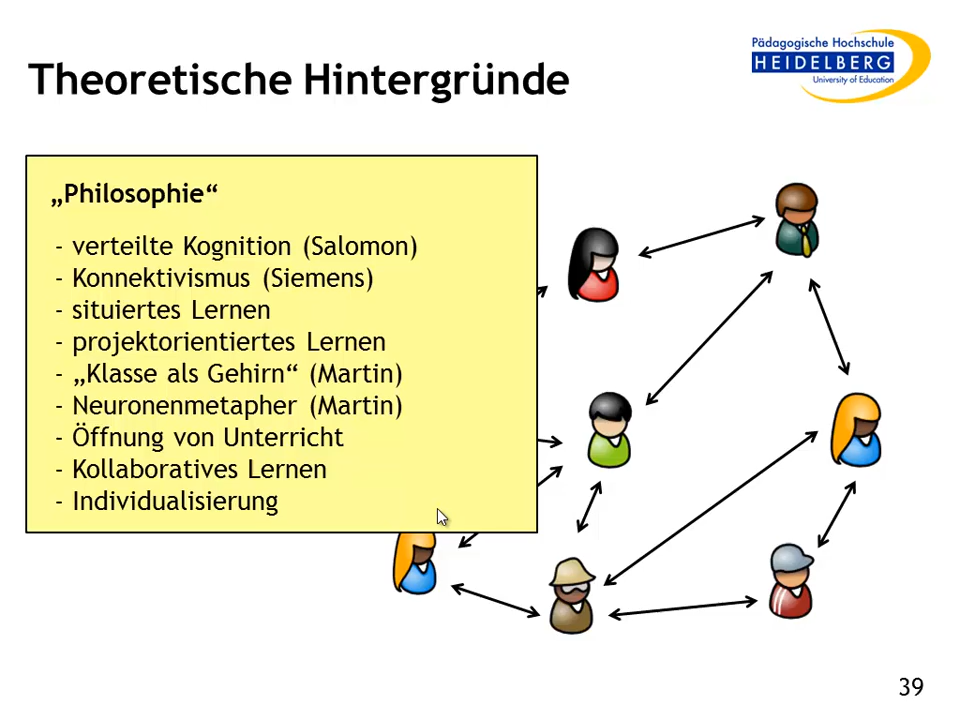 Theoretische Hintergründe
Pädagogische Hochschule
HEIDELBERG
University of Education
„Philosophie“
- verteilte Kognition (Salomon)
- Konnektivismus (Siemens)
- situiertes Lernen
- projektorientiertes Lernen
- „Klasse als Gehirn“ (Martin)
- Neuronenmetapher (Martin)
- Öffnung von Unterricht
- Kollaboratives Lernen
- Individualisierung
39